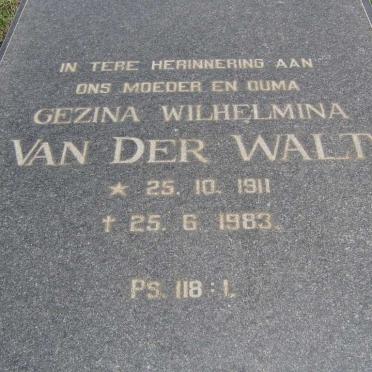 IN TERE HERINNERING AAN
ONS MOEDER EN OUMA
GEZINA WILHELMINA
VAN DER WALT
★ 25. 10. 1911
† 25. 6 1983.
PS. 118 : 1.